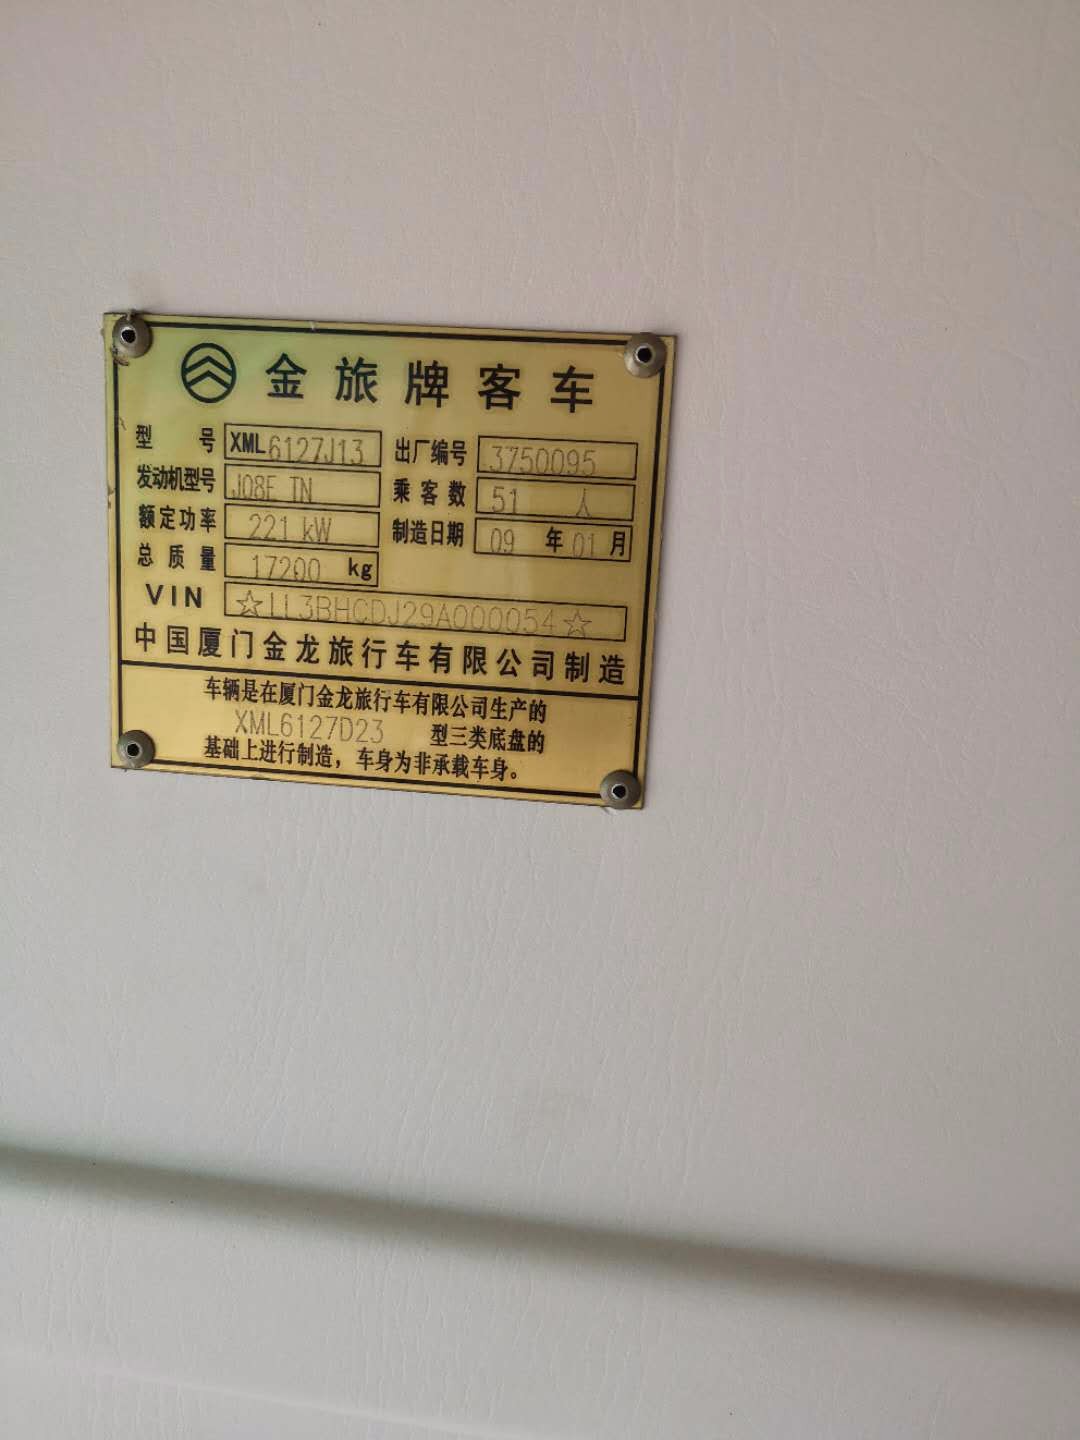 金旅牌客车
型号 XML6127J13 出厂编号 3750095
发动机型号 J08E TN 乘客数 51 人
额定功率 221 kW 制造日期 09 年 01 月
总质量 17200 kg
VIN ☆LL3BHCDJ29A000054☆
中国厦门金龙旅行车有限公司制造
车辆是在厦门金龙旅行车有限公司生产的
XML6127D23 型三类底盘的
基础上进行制造，车身为非承载车身。